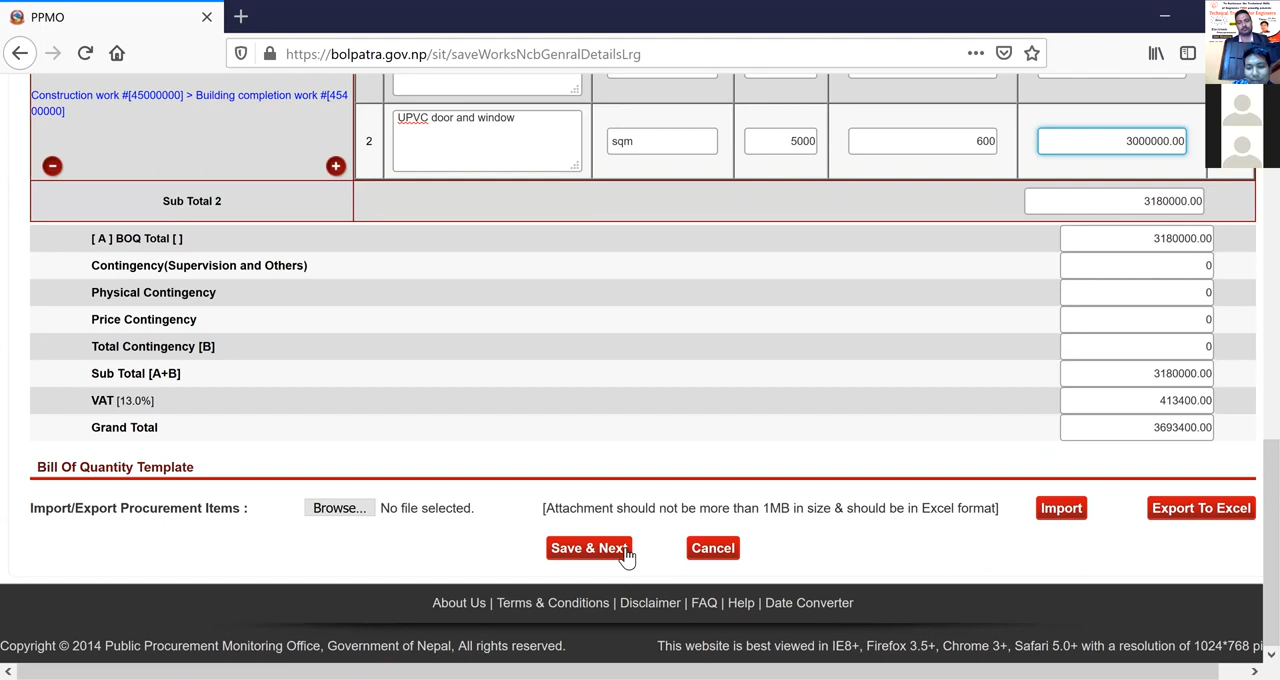 PPMO
https://bolpatra.gov.np/sit/saveWorksNcbGenralDetailsLrg
Construction work #[45000000] > Building completion work #[454
00000]
2
UPVC door and window
sqm
5000
600
3000000.00
Sub Total 2
3180000.00
[ A ] BOQ Total [ ]
3180000.00
Contingency(Supervision and Others)
0
Physical Contingency
0
Price Contingency
0
Total Contingency [B]
0
Sub Total [A+B]
3180000.00
VAT [13.0%]
413400.00
Grand Total
3693400.00
Bill Of Quantity Template
Import/Export Procurement Items :
Browse...
No file selected.
[Attachment should not be more than 1MB in size & should be in Excel format]
Import
Export To Excel
Save & Next
Cancel
About Us | Terms & Conditions | Disclaimer | FAQ | Help | Date Converter
Copyright © 2014 Public Procurement Monitoring Office, Government of Nepal, All rights reserved.
This website is best viewed in IE8+, Firefox 3.5+, Chrome 3+, Safari 5.0+ with a resolution of 1024*768 pi